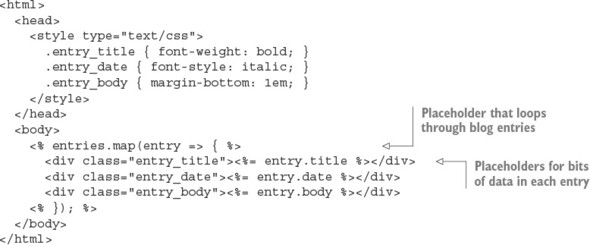 <html>
  <head>
    <style type="text/css">
      .entry_title { font-weight: bold; }
      .entry_date { font-style: italic; }
      .entry_body { margin-bottom: 1em; }
    </style>
  </head>
  <body>
    <% entries.map(entry => { %>
      <div class="entry_title"><%= entry.title %></div>
      <div class="entry_date"><%= entry.date %></div>
      <div class="entry_body"><%= entry.body %></div>
    <% }); %>
  </body>
</html>
Placeholder that loops
through blog entries
Placeholders for bits
of data in each entry